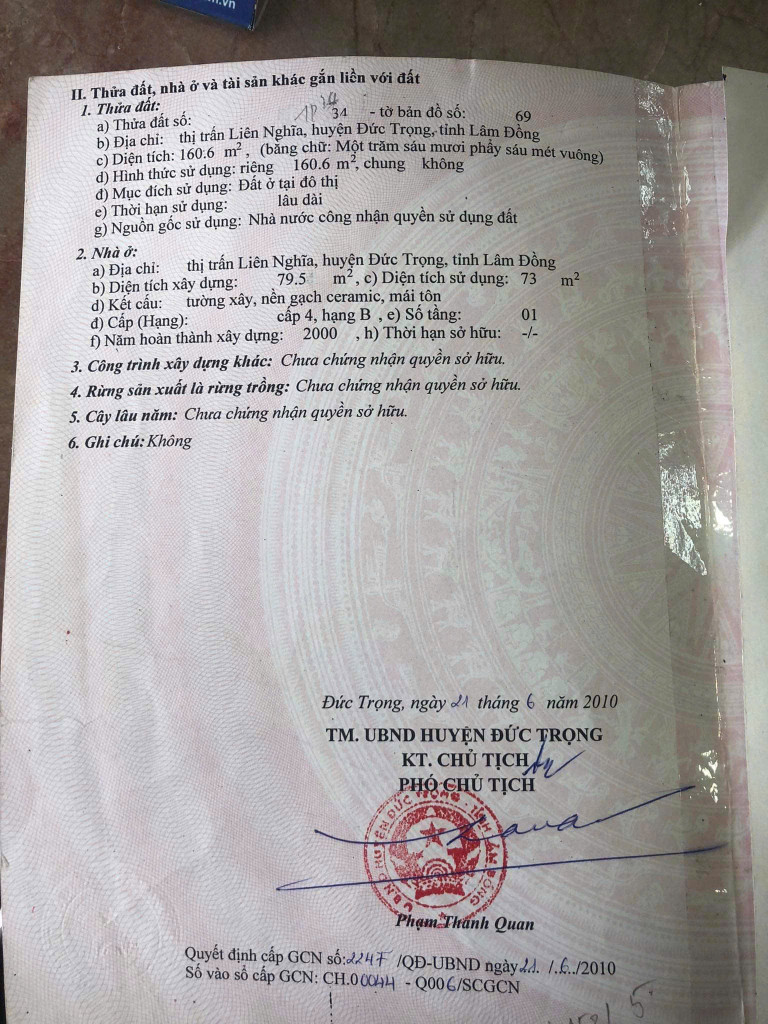 m.vn
II. Thửa đất, nhà ở và tài sản khác gắn liền với đất
1. Thửa đất:
a) Thửa đất số: 34 - tờ bản đồ số: 69
b) Địa chỉ: thị trấn Liên Nghĩa, huyện Đức Trọng, tỉnh Lâm Đồng
c) Diện tích: 160.6 m², (bằng chữ: Một trăm sáu mươi phẩy sáu mét vuông)
d) Hình thức sử dụng: riêng 160.6 m², chung không
đ) Mục đích sử dụng: Đất ở tại đô thị
e) Thời hạn sử dụng: lâu dài
g) Nguồn gốc sử dụng: Nhà nước công nhận quyền sử dụng đất
2. Nhà ở:
a) Địa chỉ: thị trấn Liên Nghĩa, huyện Đức Trọng, tỉnh Lâm Đồng
b) Diện tích xây dựng: 79.5 m², c) Diện tích sử dụng: 73 m²
d) Kết cấu: tường xây, nền gạch ceramic, mái tôn
đ) Cấp (Hạng): cấp 4, hạng B , e) Số tầng: 01
f) Năm hoàn thành xây dựng: 2000 , h) Thời hạn sở hữu: -/-
3. Công trình xây dựng khác: Chưa chứng nhận quyền sở hữu.
4. Rừng sản xuất là rừng trồng: Chưa chứng nhận quyền sở hữu.
5. Cây lâu năm: Chưa chứng nhận quyền sở hữu.
6. Ghi chú: Không
Đức Trọng, ngày 21 tháng 6 năm 2010
TM. UBND HUYỆN ĐỨC TRỌNG
KT. CHỦ TỊCH
PHÓ CHỦ TỊCH
UBND HUYỆN ĐỨC TRỌNG - TỈNH LÂM ĐỒNG
Phạm Thanh Quan
Quyết định cấp GCN số: 2247 /QĐ-UBND ngày 21. /.6../2010
Số vào sổ cấp GCN: CH.00044 - Q006/SCGCN